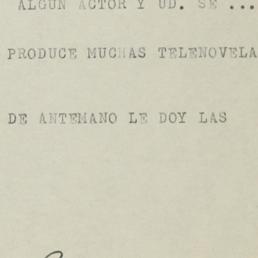 ALGUN ACTOR Y UD. SE ...
PRODUCE MUCHAS TELENOVELA
DE ANTEMANO LE DOY LAS